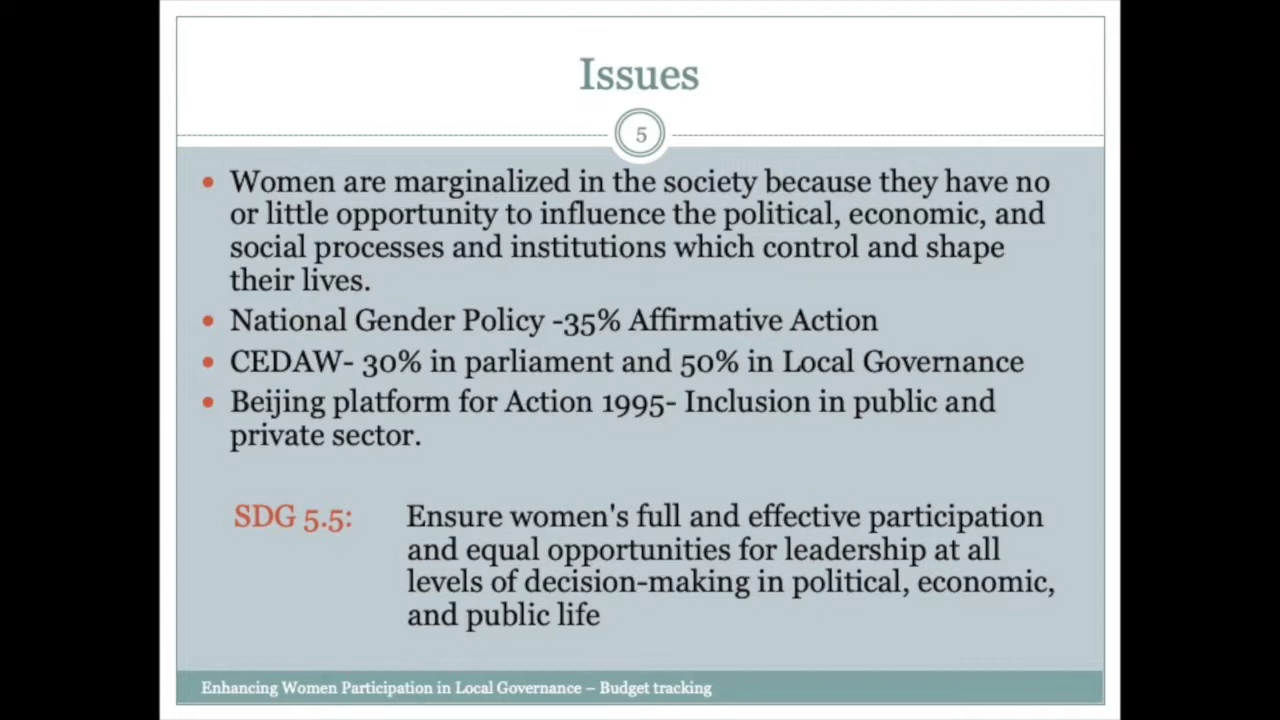 Issues
5
• Women are marginalized in the society because they have no
or little opportunity to influence the political, economic, and
social processes and institutions which control and shape
their lives.
• National Gender Policy -35% Affirmative Action
• CEDAW- 30% in parliament and 50% in Local Governance
• Beijing platform for Action 1995- Inclusion in public and
private sector.
SDG 5.5: Ensure women's full and effective participation
and equal opportunities for leadership at all
levels of decision-making in political, economic,
and public life
Enhancing Women Participation in Local Governance – Budget tracking